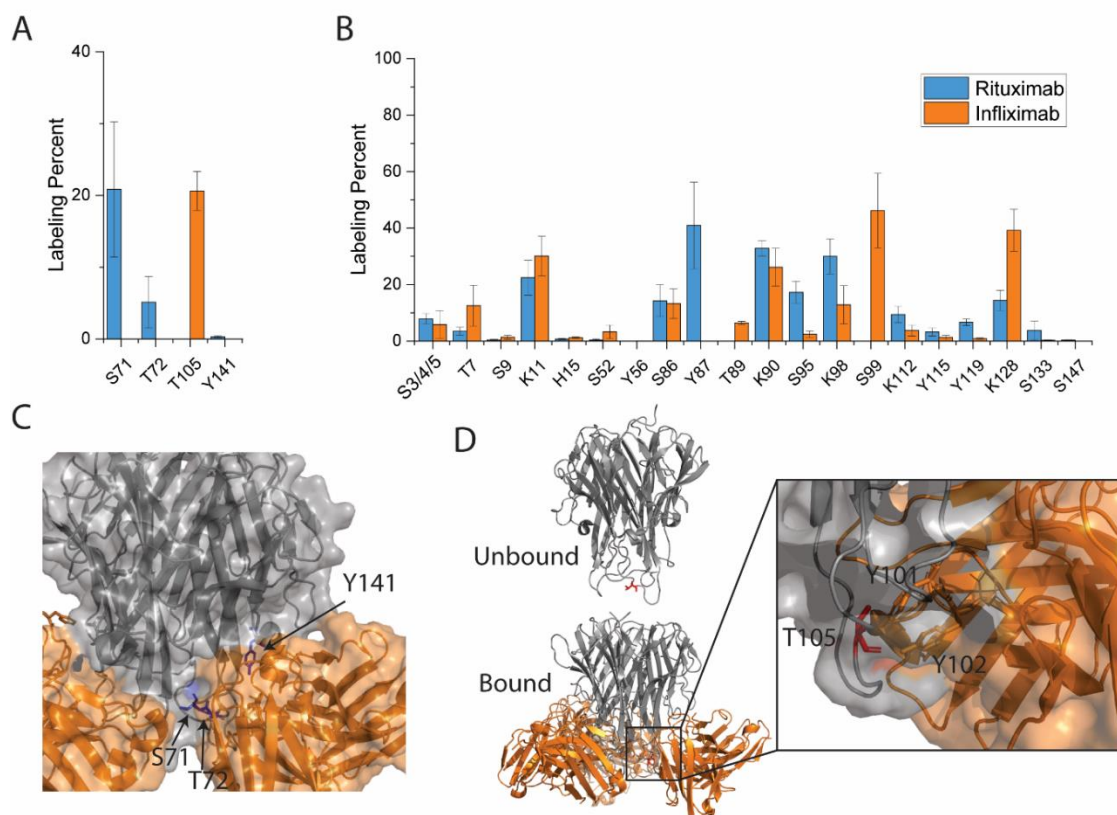 A
B
40
20
0
Labeling Percent
S71
T72
T105
Y141
100
80
60
40
20
0
Labeling Percent
Rituximab
Infliximab
S3/4/5
T7
S9
K11
H15
S52
Y56
S86
Y87
T89
K90
S95
K98
S99
K112
Y115
Y119
K128
S133
S147
C
D
Y141
S71
T72
Unbound
Bound
Y101
T105
Y102